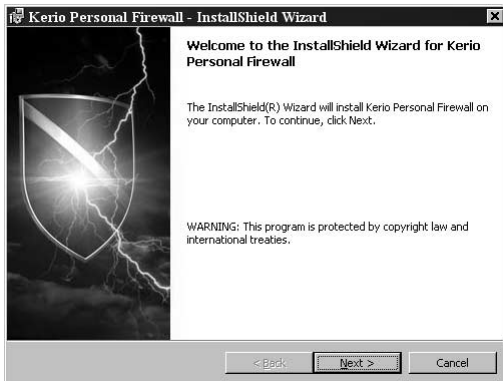 Kerio Personal Firewall - InstallShield Wizard
Welcome to the InstallShield Wizard for Kerio
Personal Firewall
The InstallShield(R) Wizard will install Kerio Personal Firewall on
your computer. To continue, click Next.
WARNING: This program is protected by copyright law and
international treaties.
< Back
Next >
Cancel